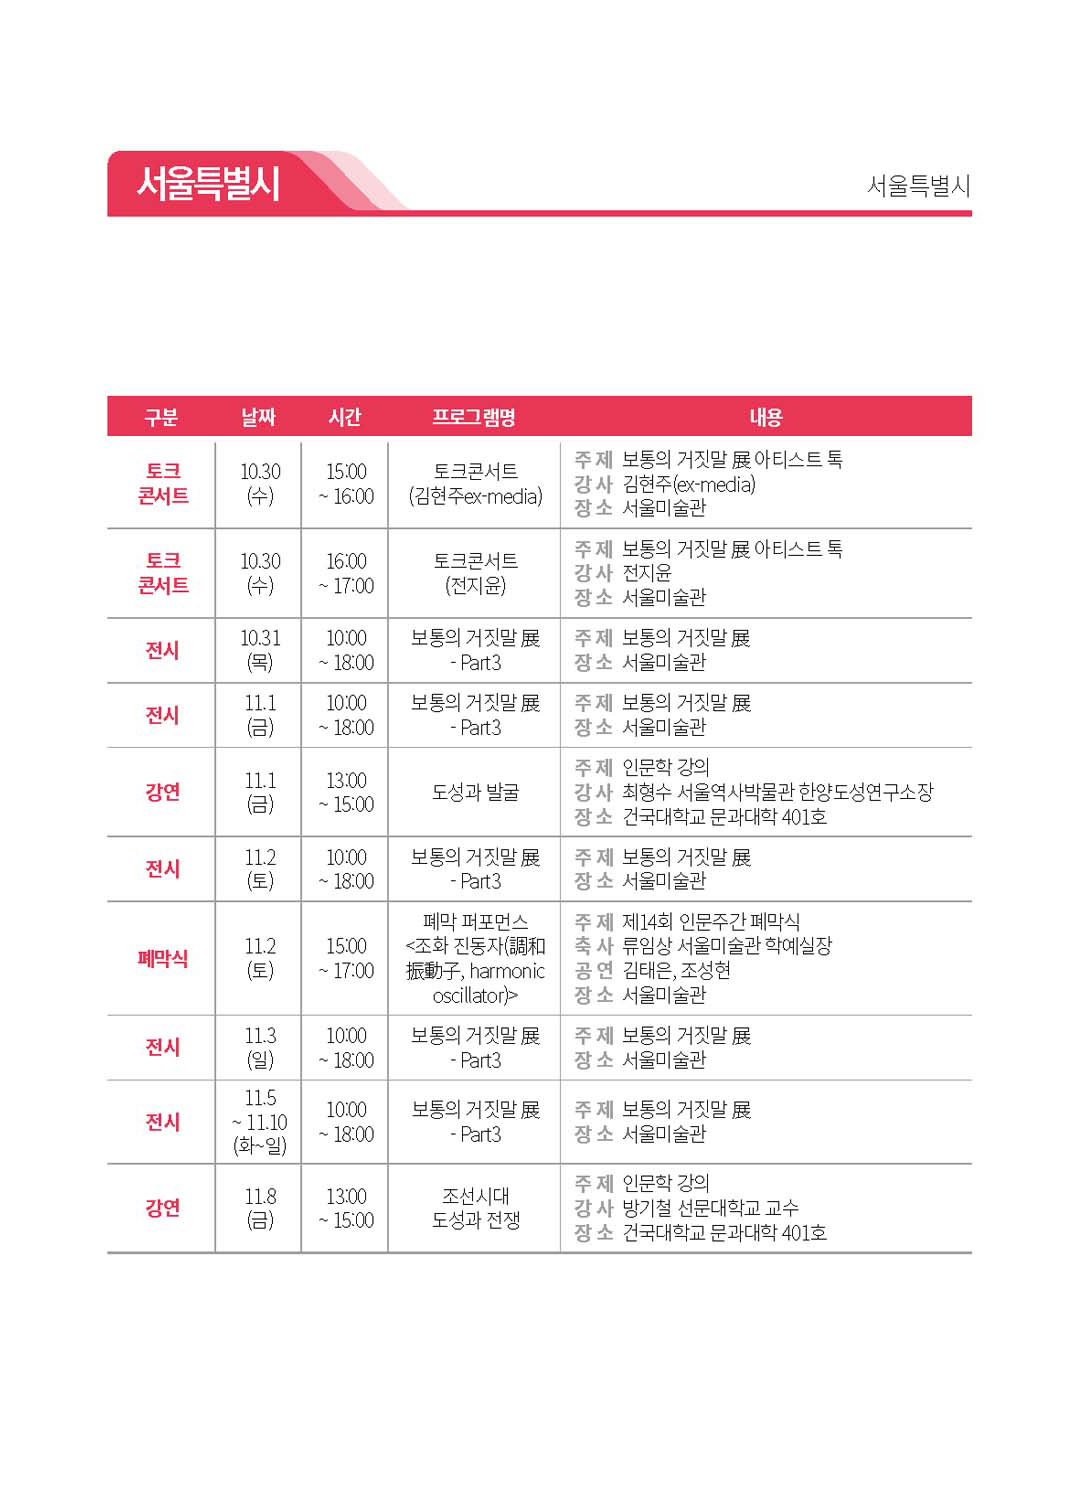 서울특별시
서울특별시
구분 날짜 시간 프로그램명 내용
토크
콘서트
10.30
(수)
15:00
~ 16:00
토크콘서트
(김현주ex-media)
주 제 보통의 거짓말 展 아티스트 톡
강 사 김현주(ex-media)
장 소 서울미술관
토크
콘서트
10.30
(수)
16:00
~ 17:00
토크콘서트
(전지윤)
주 제 보통의 거짓말 展 아티스트 톡
강 사 전지윤
장 소 서울미술관
전시
10.31
(목)
10:00
~ 18:00
보통의 거짓말 展
- Part3
주 제 보통의 거짓말 展
장 소 서울미술관
전시
11.1
(금)
10:00
~ 18:00
보통의 거짓말 展
- Part3
주 제 보통의 거짓말 展
장 소 서울미술관
강연
11.1
(금)
13:00
~ 15:00
도성과 발굴
주 제 인문학 강의
강 사 최형수 서울역사박물관 한양도성연구소장
장 소 건국대학교 문과대학 401호
전시
11.2
(토)
10:00
~ 18:00
보통의 거짓말 展
- Part3
주 제 보통의 거짓말 展
장 소 서울미술관
폐막식
11.2
(토)
15:00
~ 17:00
폐막 퍼포먼스
<조화 진동자(調和
振動子, harmonic
oscillator)>
주 제 제14회 인문주간 폐막식
축 사 류임상 서울미술관 학예실장
공 연 김태은, 조성현
장 소 서울미술관
전시
11.3
(일)
10:00
~ 18:00
보통의 거짓말 展
- Part3
주 제 보통의 거짓말 展
장 소 서울미술관
전시
11.5
~ 11.10
(화~일)
10:00
~ 18:00
보통의 거짓말 展
- Part3
주 제 보통의 거짓말 展
장 소 서울미술관
강연
11.8
(금)
13:00
~ 15:00
조선시대
도성과 전쟁
주 제 인문학 강의
강 사 방기철 선문대학교 교수
장 소 건국대학교 문과대학 401호